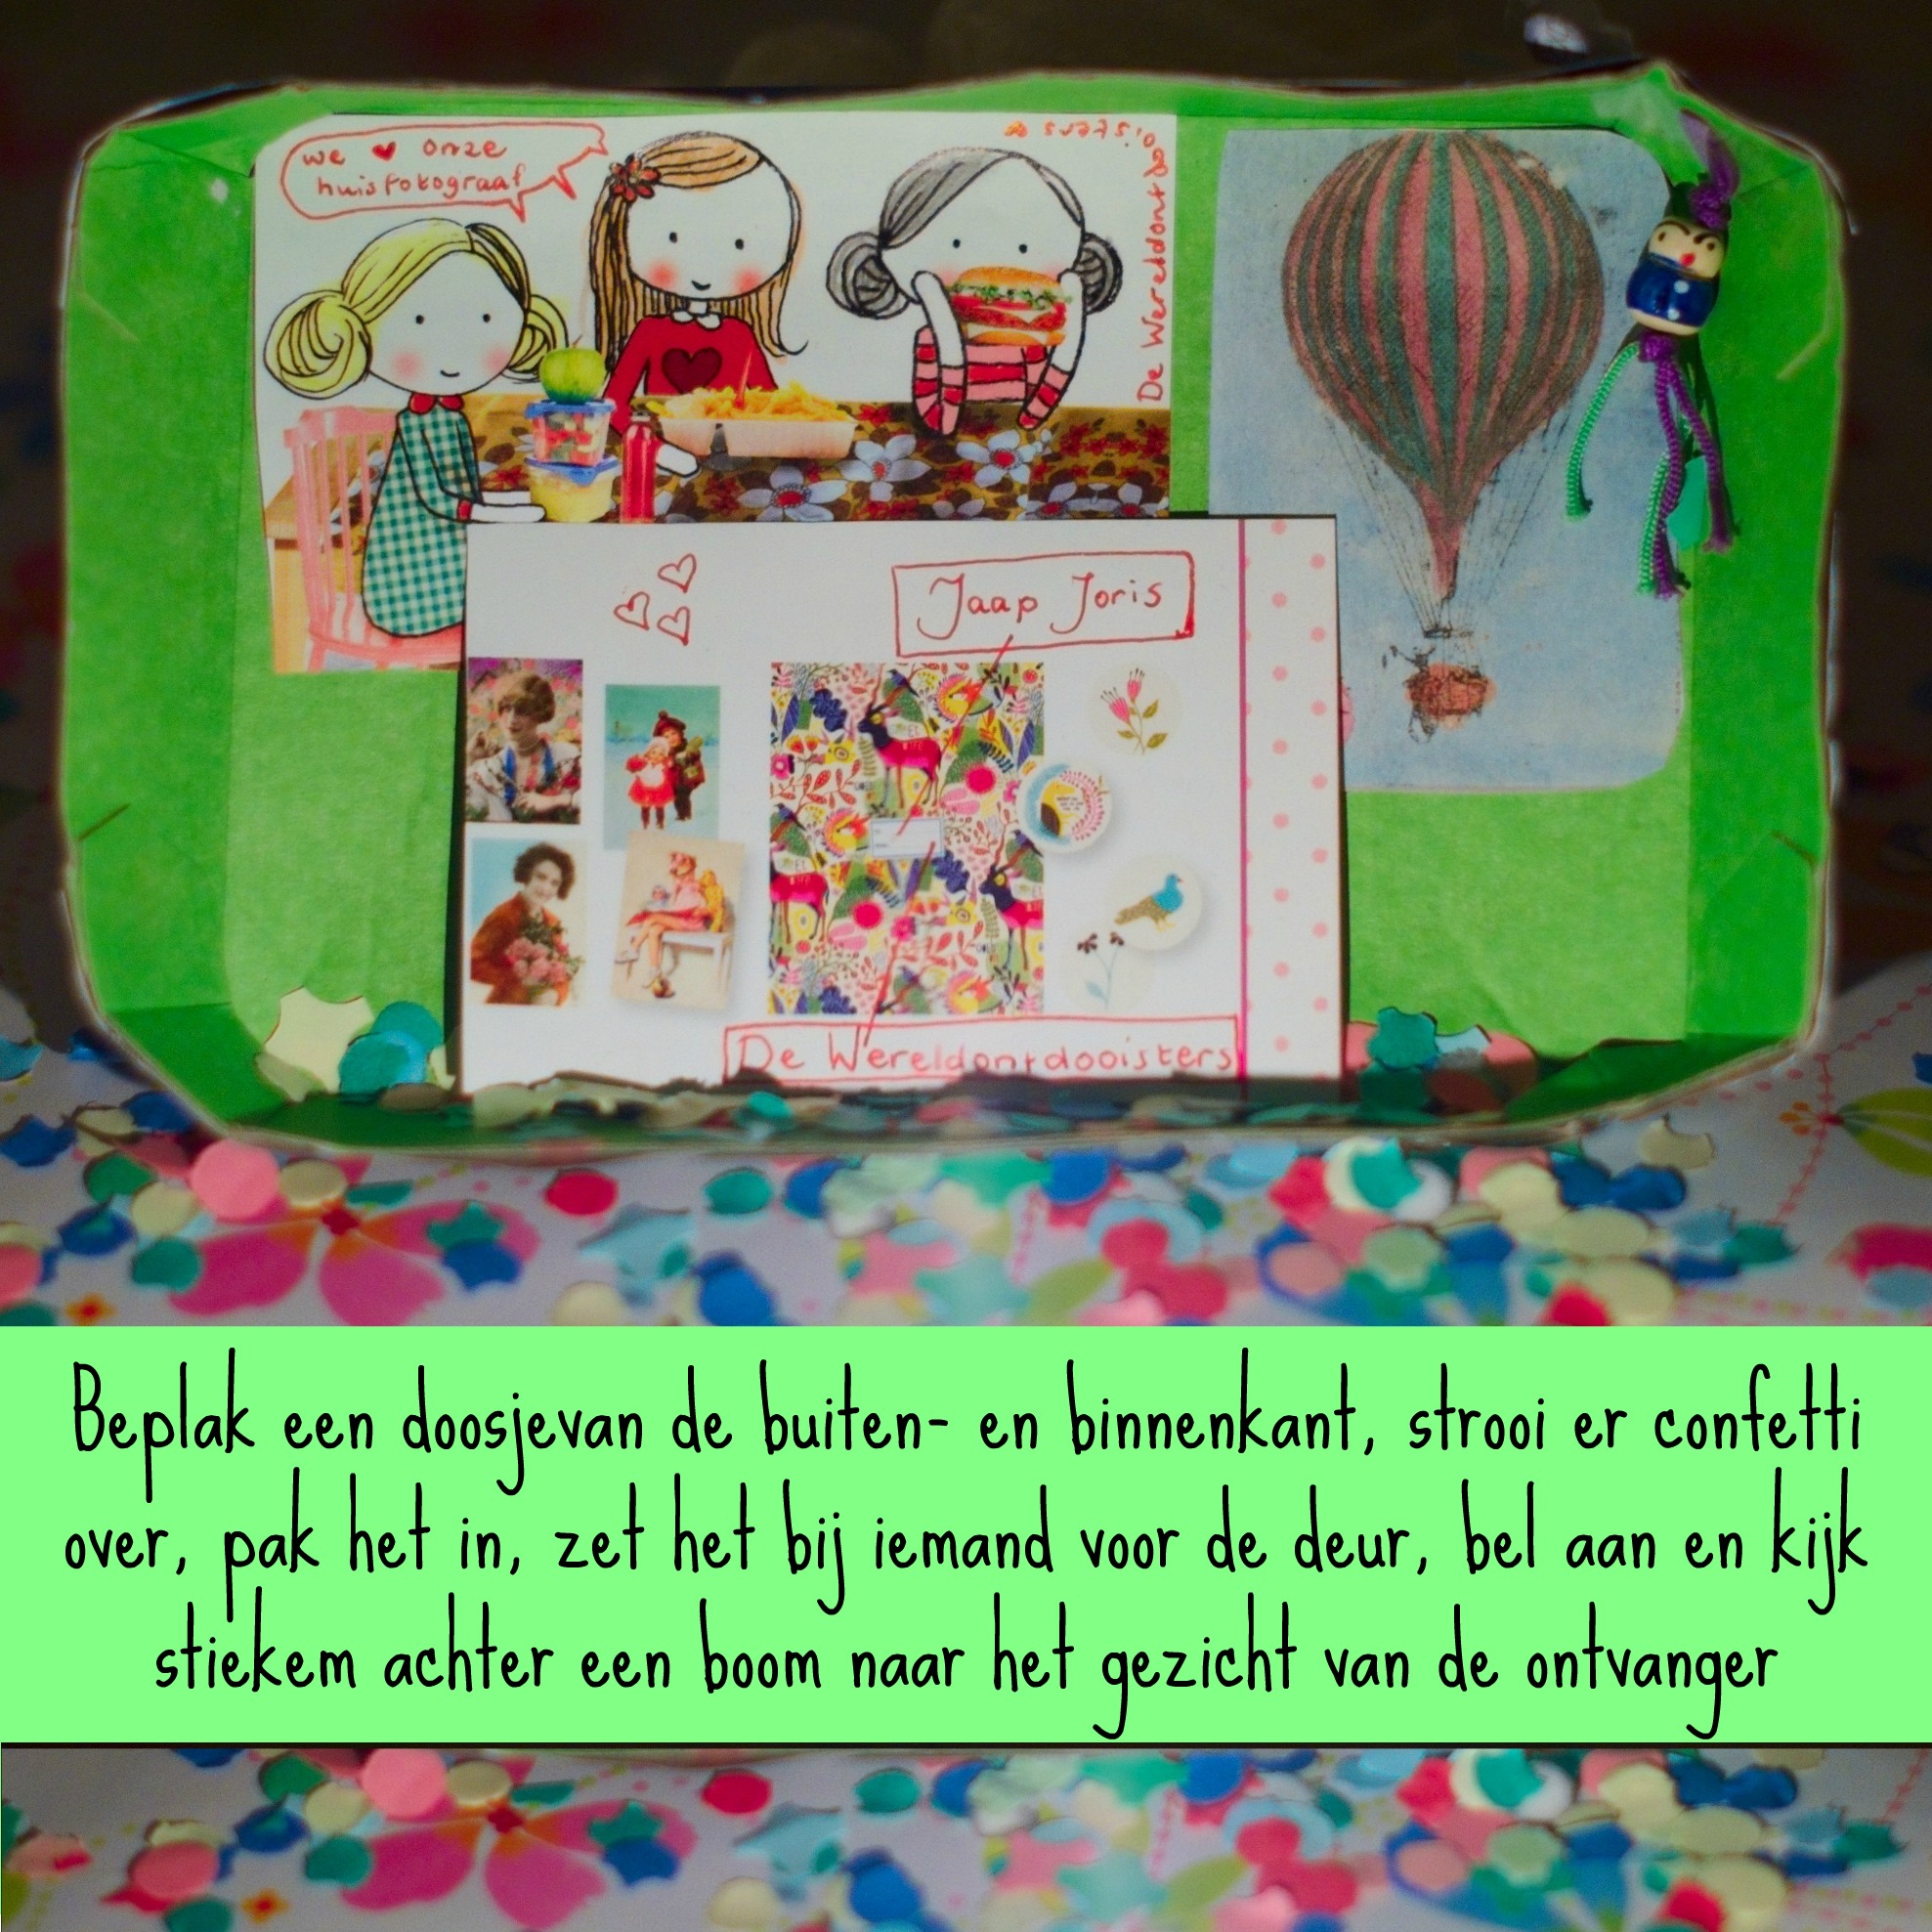 we ♥ onze
huisfotograaf
De Wereldontdooisters
Jaap Joris
De Wereldontdooisters
Beplak een doosjevan de buiten- en binnenkant, strooi er confetti
over, pak het in, zet het bij iemand voor de deur, bel aan en kijk
stiekem achter een boom naar het gezicht van de ontvanger